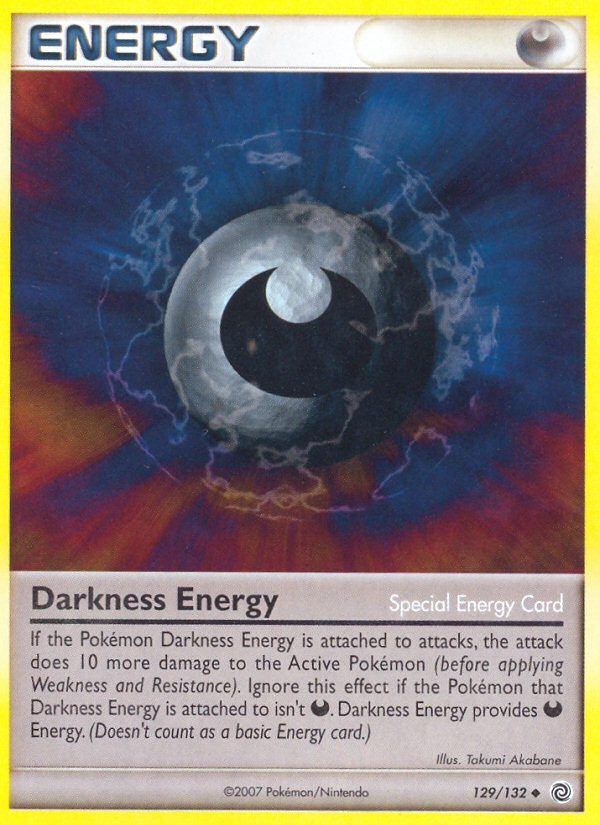 ENERGY
Darkness Energy
Special Energy Card
If the Pokémon Darkness Energy is attached to attacks, the attack
does 10 more damage to the Active Pokémon (before applying
Weakness and Resistance). Ignore this effect if the Pokémon that
Darkness Energy is attached to isn't . Darkness Energy provides
Energy. (Doesn't count as a basic Energy card.)
Illus. Takumi Akabane
©2007 Pokémon/Nintendo
129/132